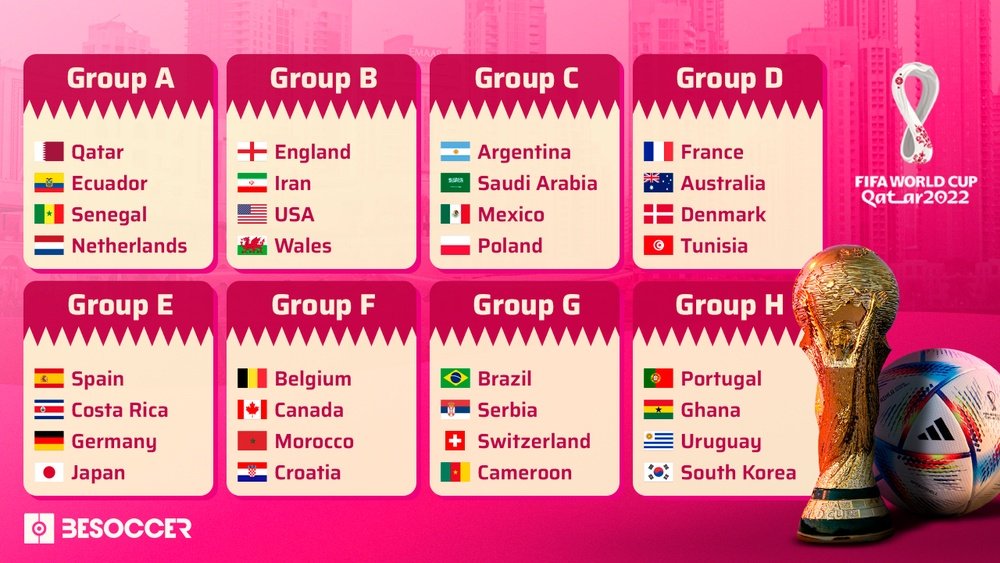 Group A
Qatar
Ecuador
Senegal
Netherlands
Group B
England
Iran
USA
Wales
Group C
Argentina
Saudi Arabia
Mexico
Poland
Group D
France
Australia
Denmark
Tunisia
FIFA WORLD CUP
Qatar2022
Group E
Spain
Costa Rica
Germany
Japan
Group F
Belgium
Canada
Morocco
Croatia
Group G
Brazil
Serbia
Switzerland
Cameroon
Group H
Portugal
Ghana
Uruguay
South Korea
adidas
BESOCCER